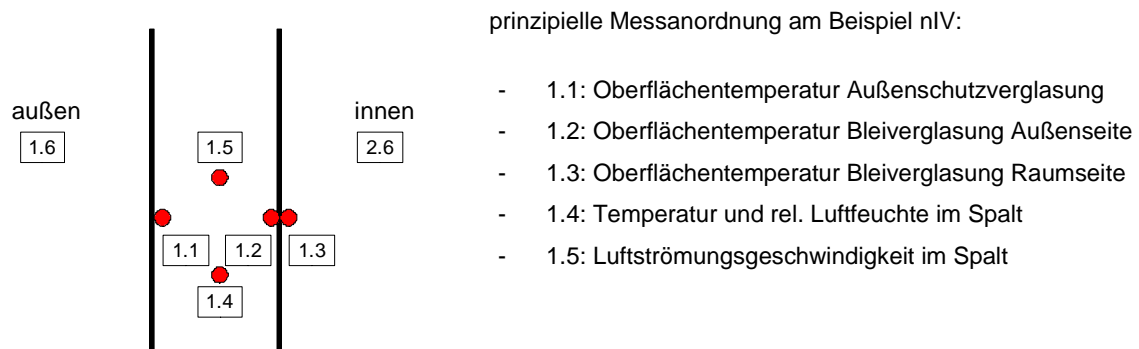 prinzipielle Messanordnung am Beispiel nIV:
außen
innen
1.6
1.5
2.6
1.1
1.2
1.3
1.4
- 1.1: Oberflächentemperatur Außenschutzverglasung
- 1.2: Oberflächentemperatur Bleiverglasung Außenseite
- 1.3: Oberflächentemperatur Bleiverglasung Raumseite
- 1.4: Temperatur und rel. Luftfeuchte im Spalt
- 1.5: Luftströmungsgeschwindigkeit im Spalt